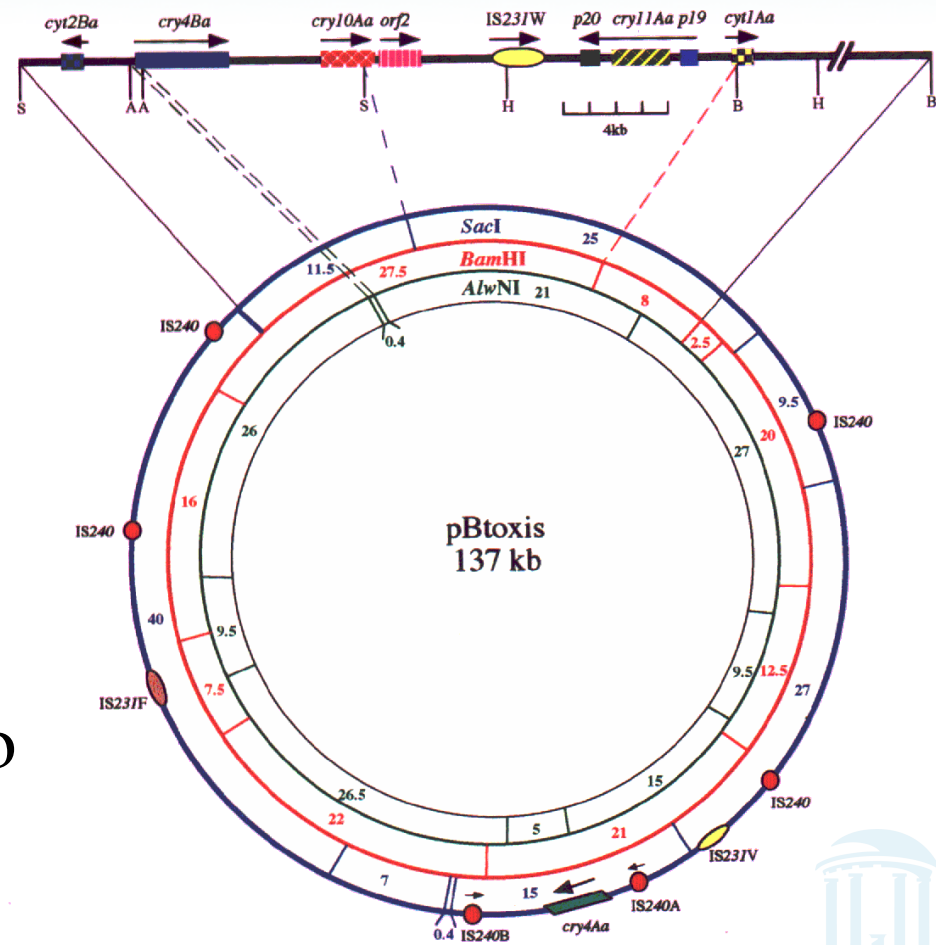 cyt2Ba cry4Ba cry10Aa orf2 IS231W p20 cry11Aa p19 cyt1Aa
S A A S H B H B
4kb
SacI 25
11.5 27.5 BamHI
AlwNI 21 8
IS240 0.4 2.5
9.5 IS240
26 20
27
16
IS240
pBtoxis
137 kb
40 9.5
7.5 9.5 12.5 27
IS231F
IS240
26.5 15
22 5 21 IS231V
7 15 IS240A
0.4 IS240B cry4Aa